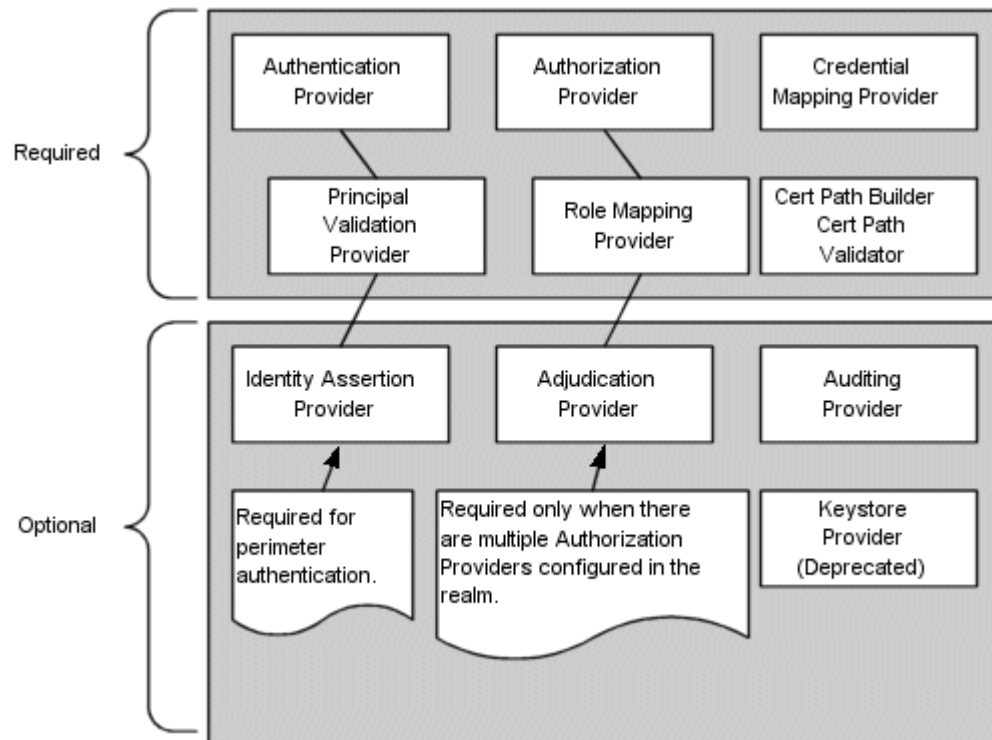 Required
Authentication
Provider
Authorization
Provider
Credential
Mapping Provider
Principal
Validation
Provider
Role Mapping
Provider
Cert Path Builder
Cert Path
Validator
Optional
Identity Assertion
Provider
Adjudication
Provider
Auditing
Provider
Required for
perimeter
authentication.
Required only when there
are multiple Authorization
Providers configured in the
realm.
Keystore
Provider
(Deprecated)